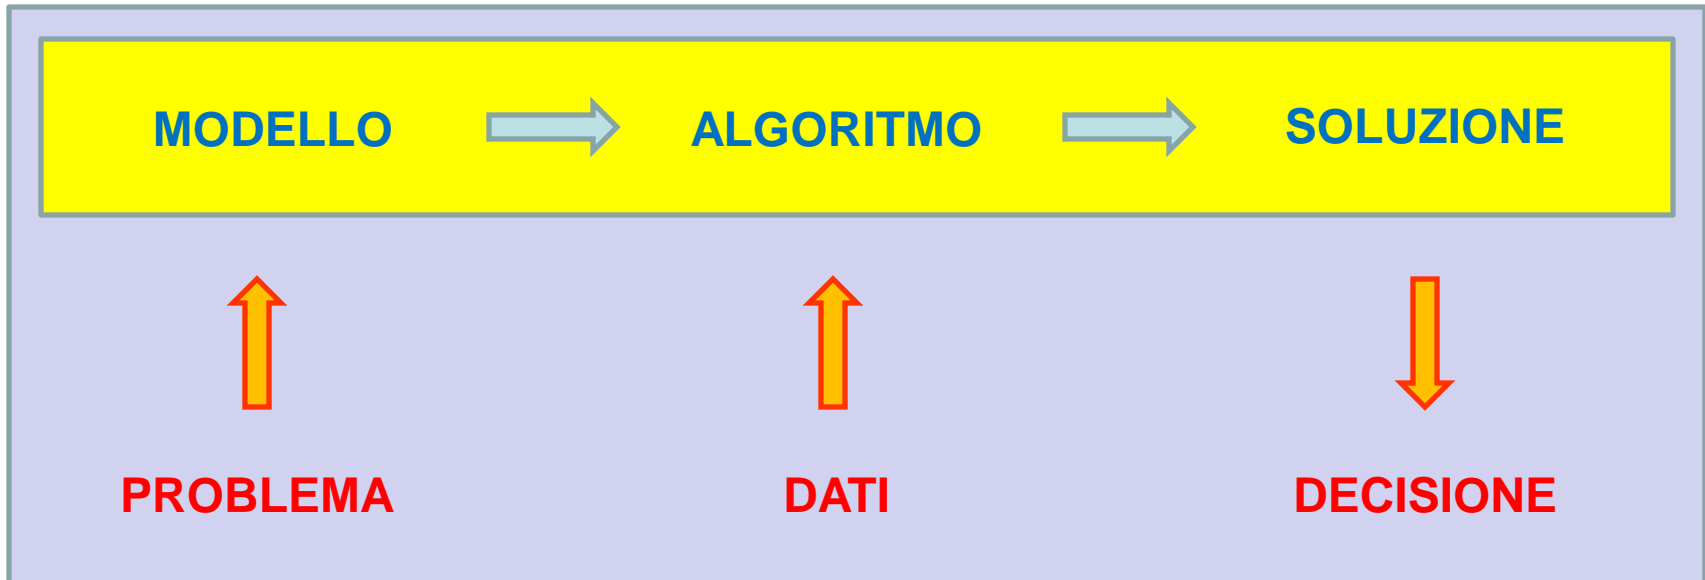 MODELLO
ALGORITMO
SOLUZIONE
PROBLEMA
DATI
DECISIONE